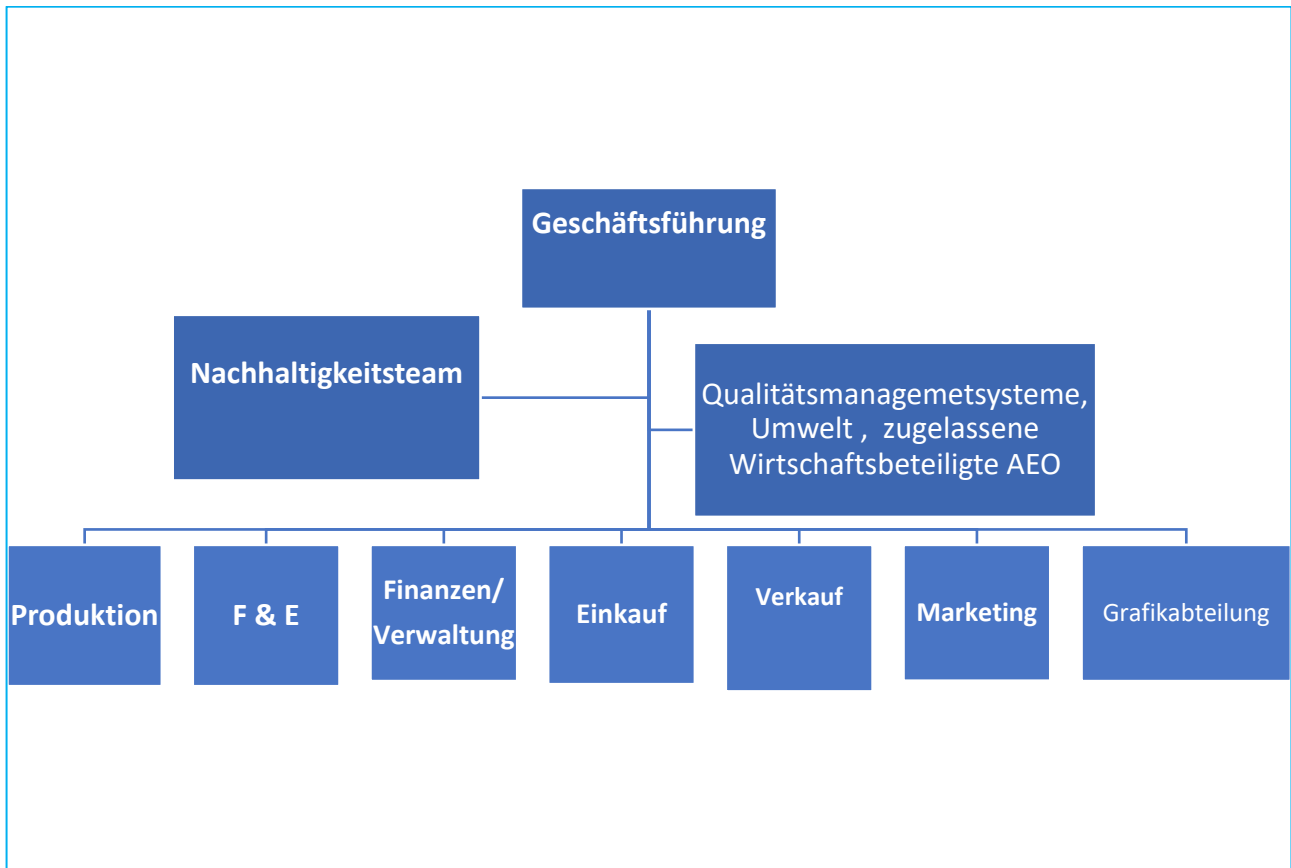 Geschäftsführung
Nachhaltigkeitsteam
Qualitätsmanagemetsysteme,
Umwelt , zugelassene
Wirtschaftsbeteiligte AEO
Produktion
F & E
Finanzen/
Verwaltung
Einkauf
Verkauf
Marketing
Grafikabteilung